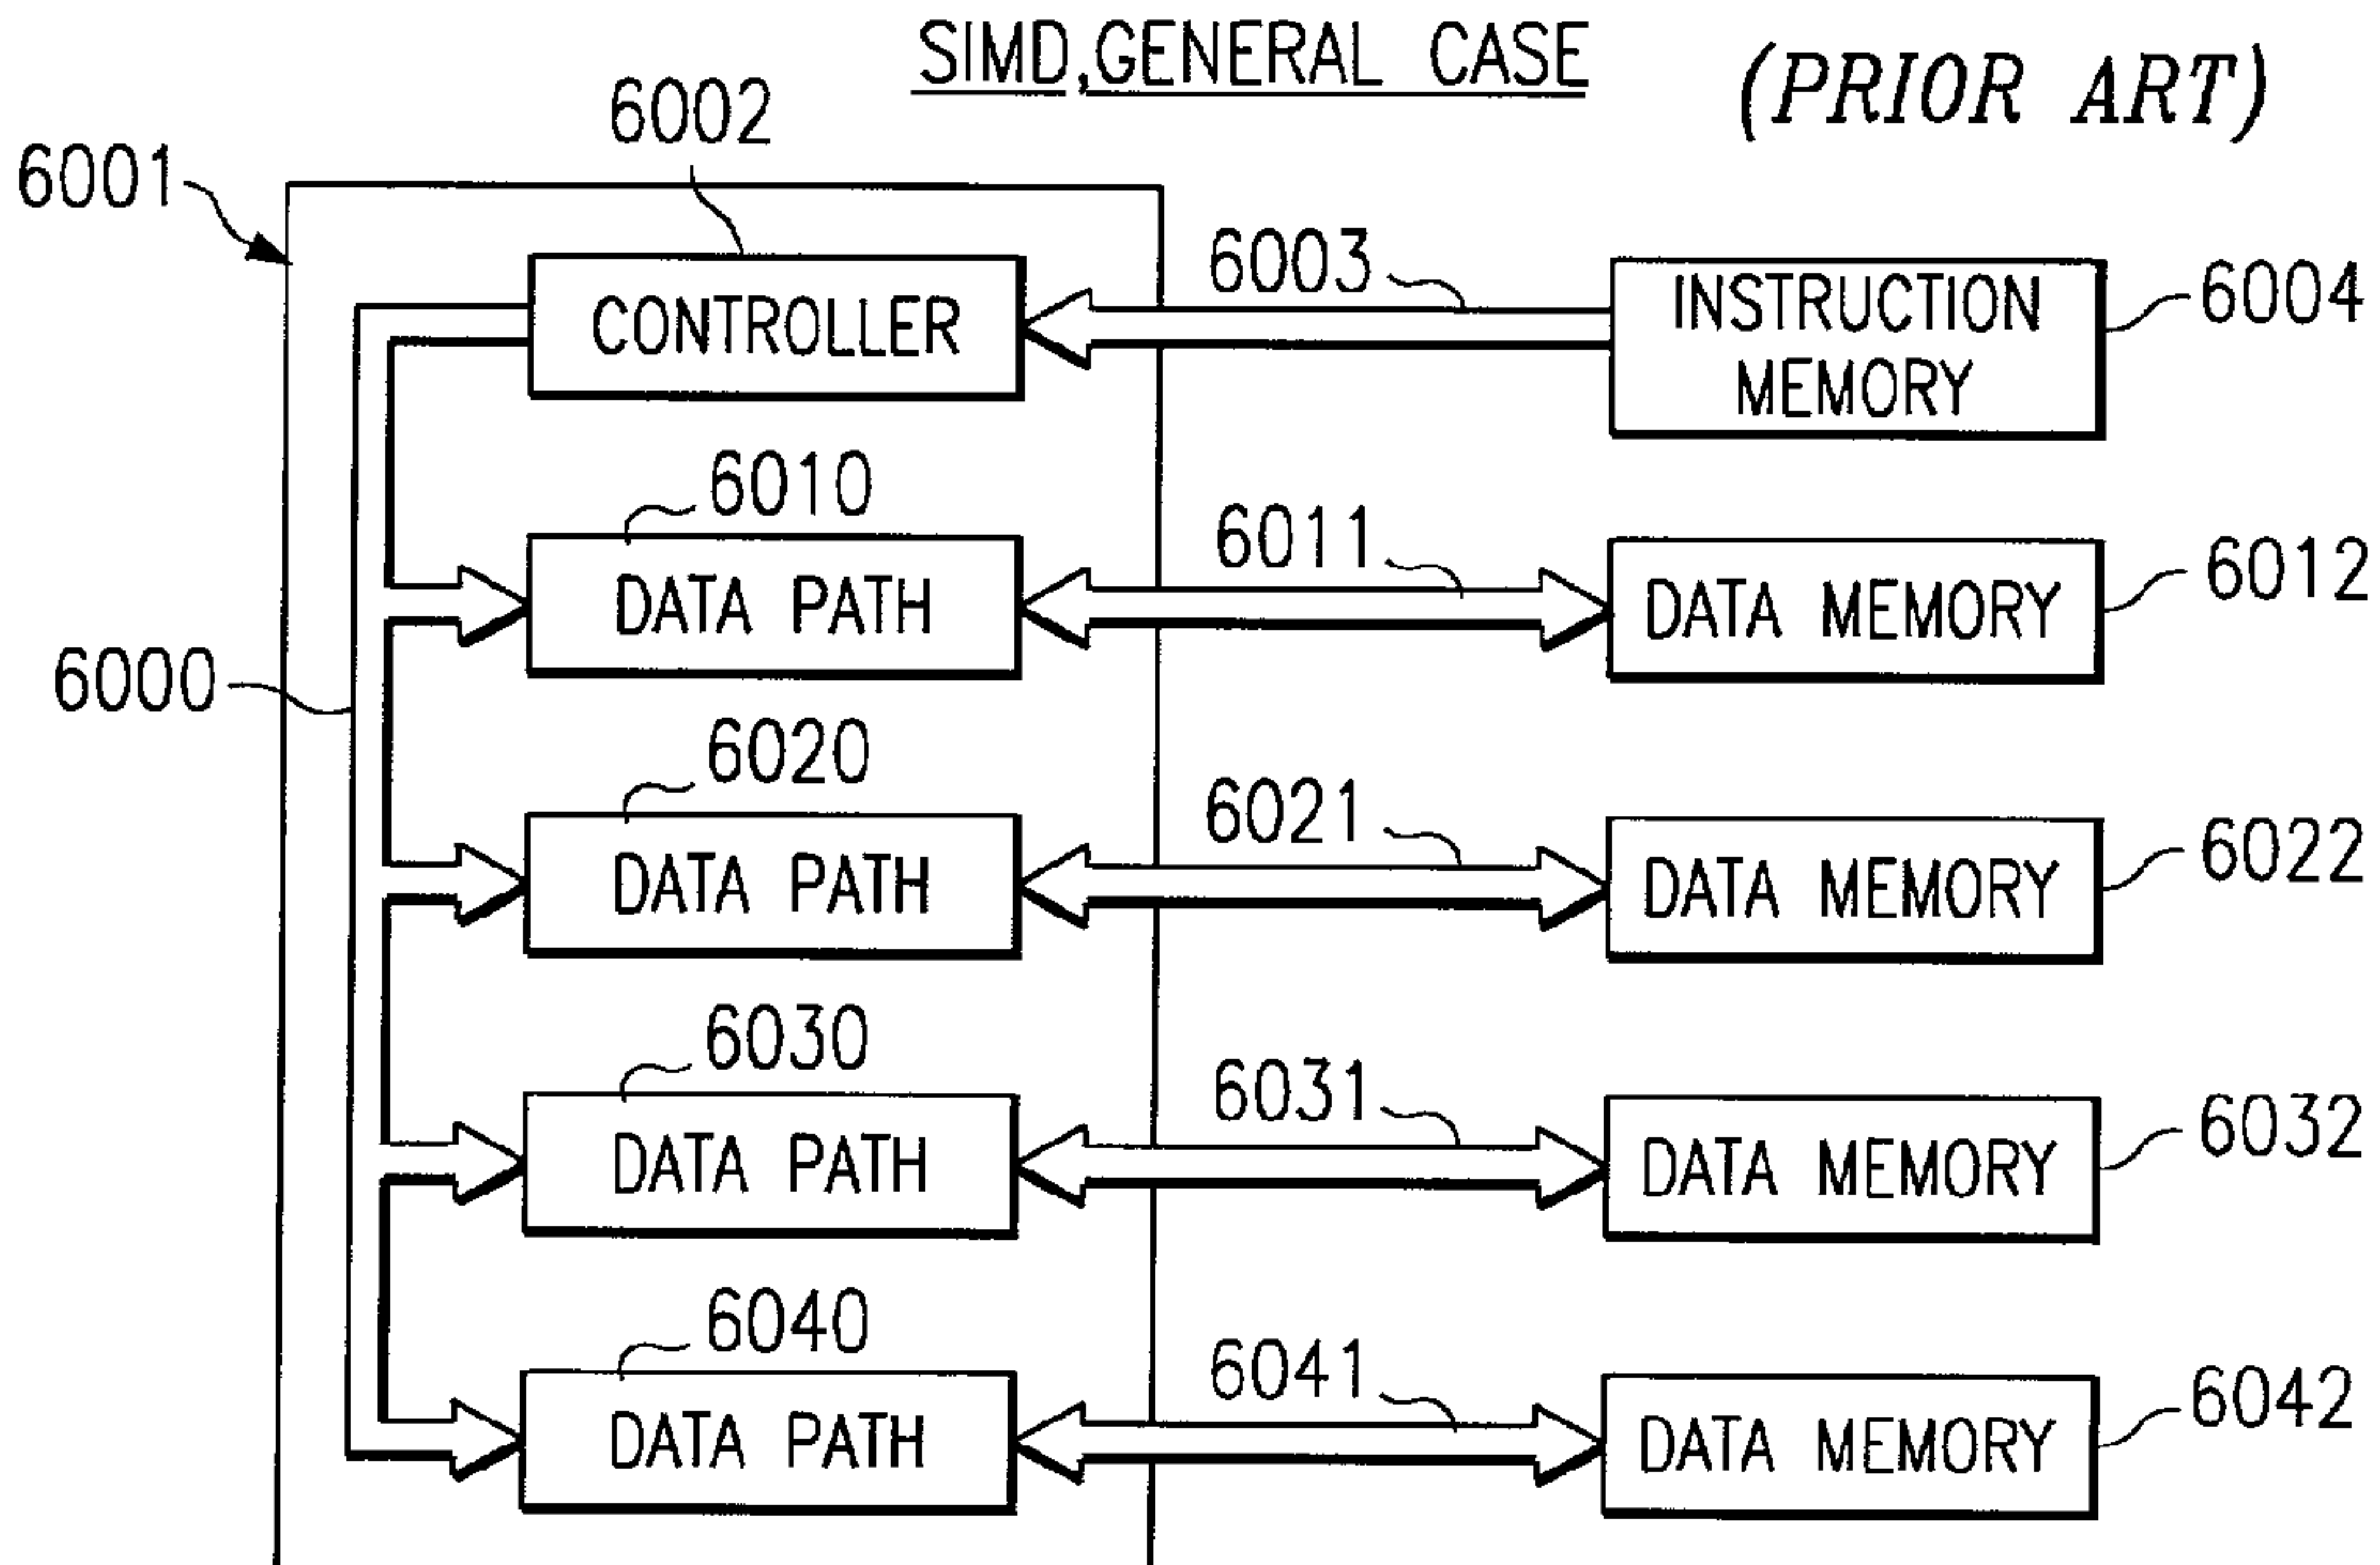 SIMD,GENERAL CASE (PRIOR ART)
6002
6001
6003
CONTROLLER
INSTRUCTION
MEMORY
6004
6010
6011
DATA PATH
DATA MEMORY
6012
6000
6020
6021
DATA PATH
DATA MEMORY
6022
6030
6031
DATA PATH
DATA MEMORY
6032
6040
6041
DATA PATH
DATA MEMORY
6042